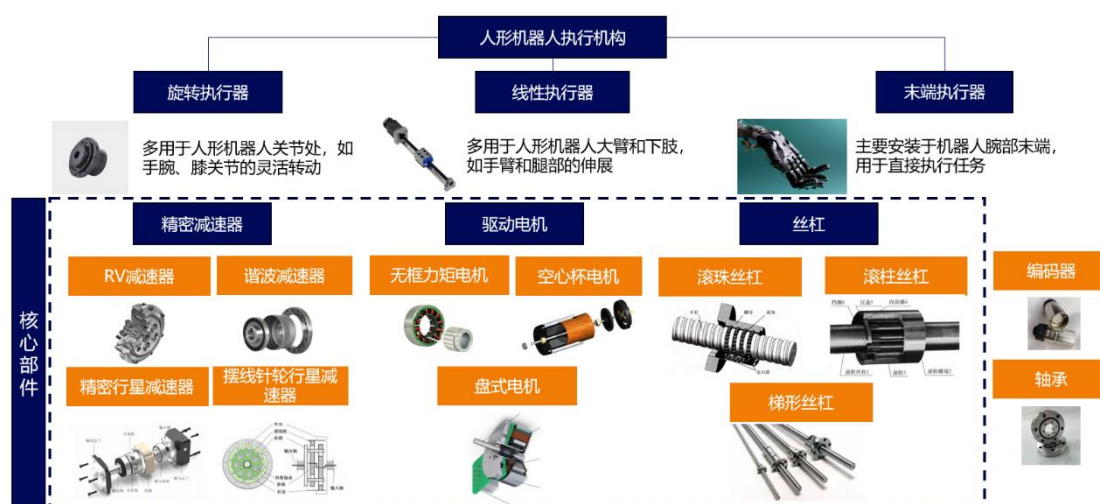 人形机器人执行机构
旋转执行器
线性执行器
末端执行器
多用于人形机器人关节处，如
手腕、膝关节的灵活转动
多用于人形机器人大臂和下肢，
如手臂和腿部的伸展
主要安装于机器人腕部末端，
用于直接执行任务
核心部件
精密减速器
驱动电机
丝杠
RV减速器
谐波减速器
无框力矩电机
空心杯电机
滚珠丝杠
滚柱丝杠
编码器
精密行星减速器
摆线针轮行星减
速器
盘式电机
梯形丝杠
轴承